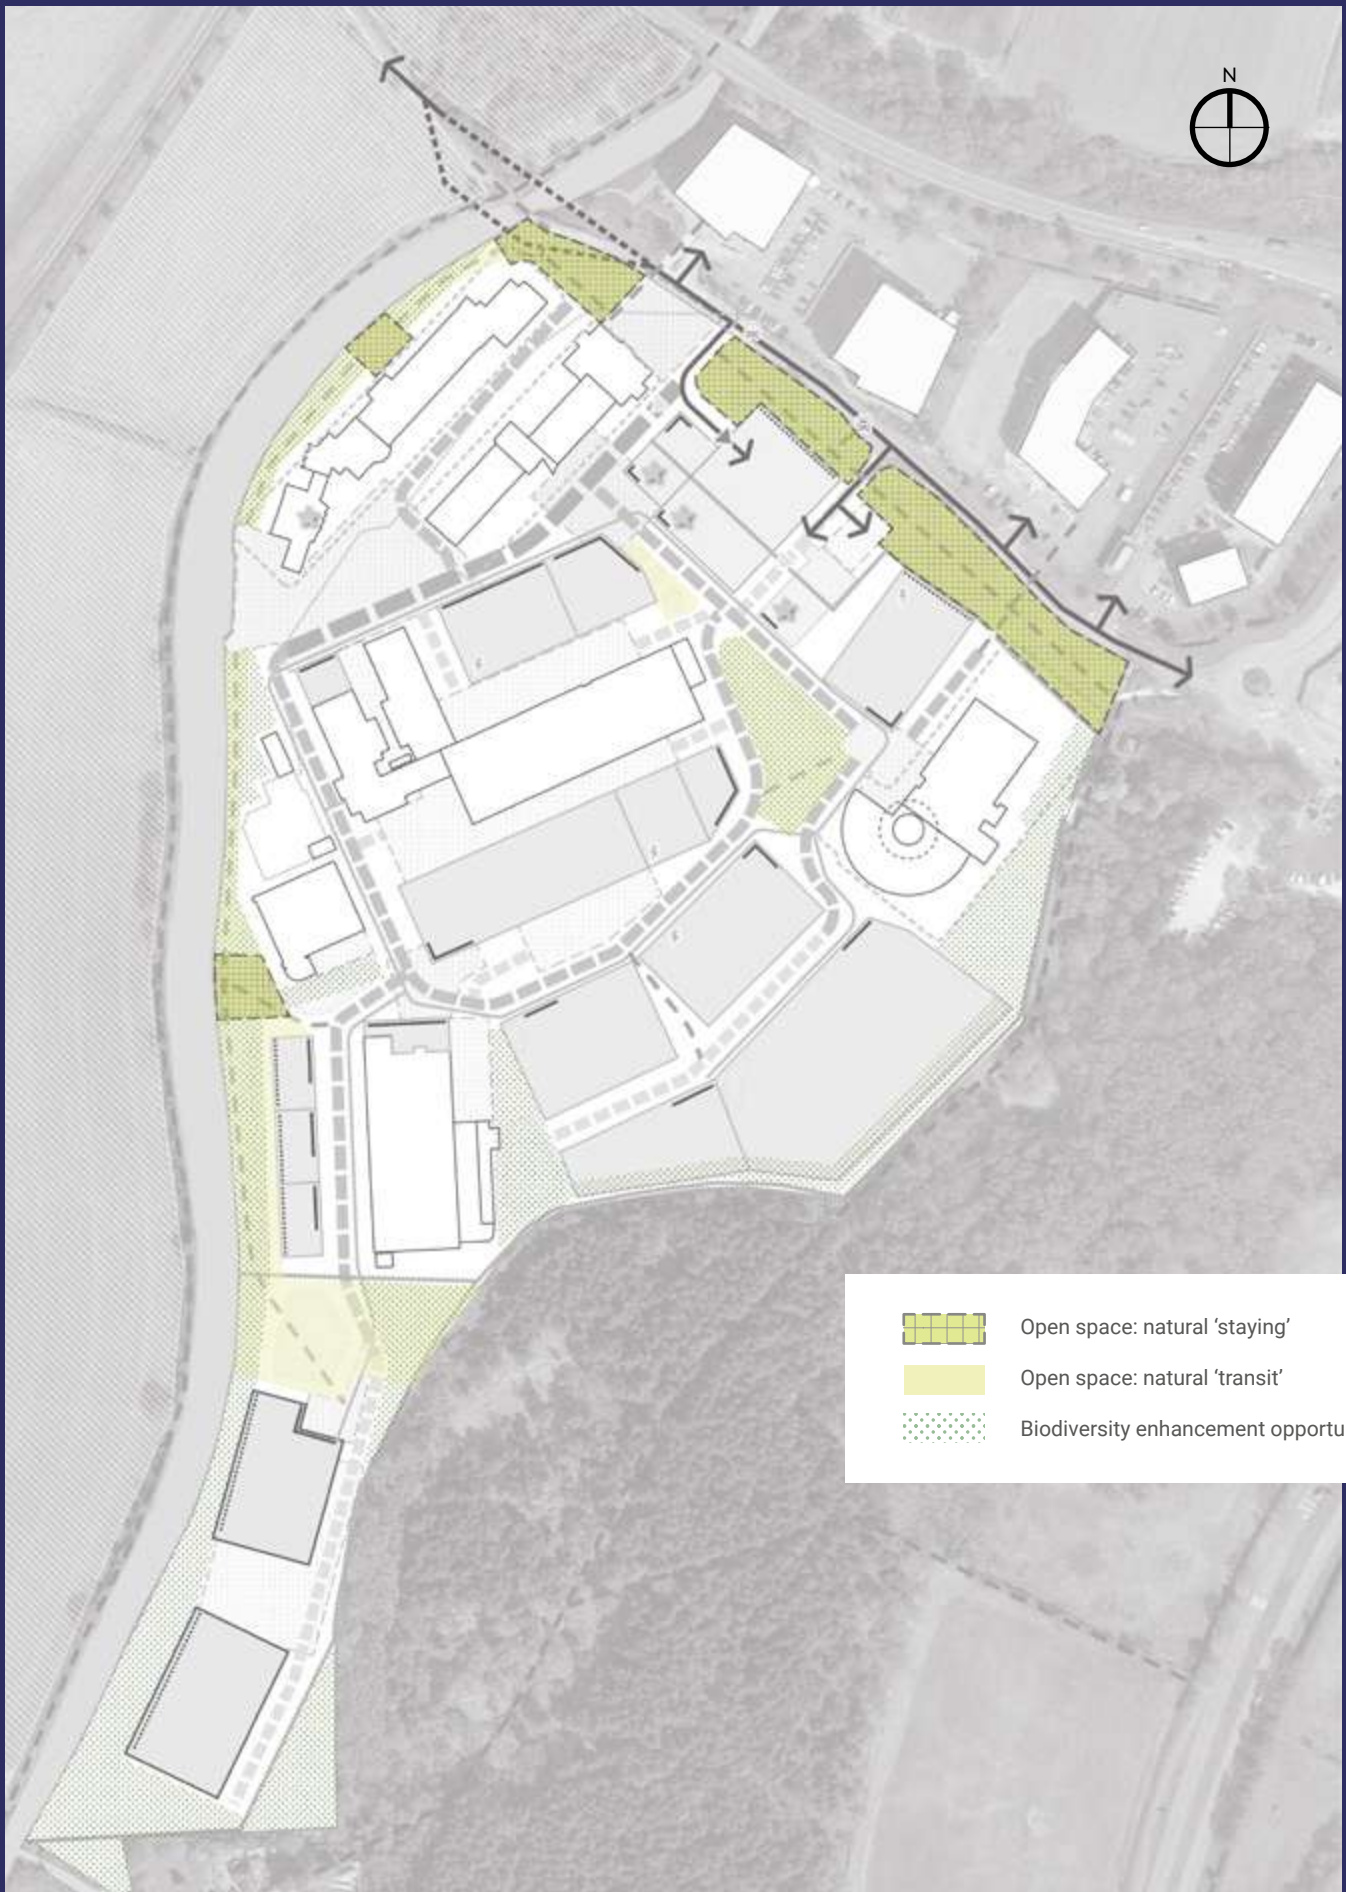 N
Open space: natural ‘staying’
Open space: natural ‘transit’
Biodiversity enhancement opportu